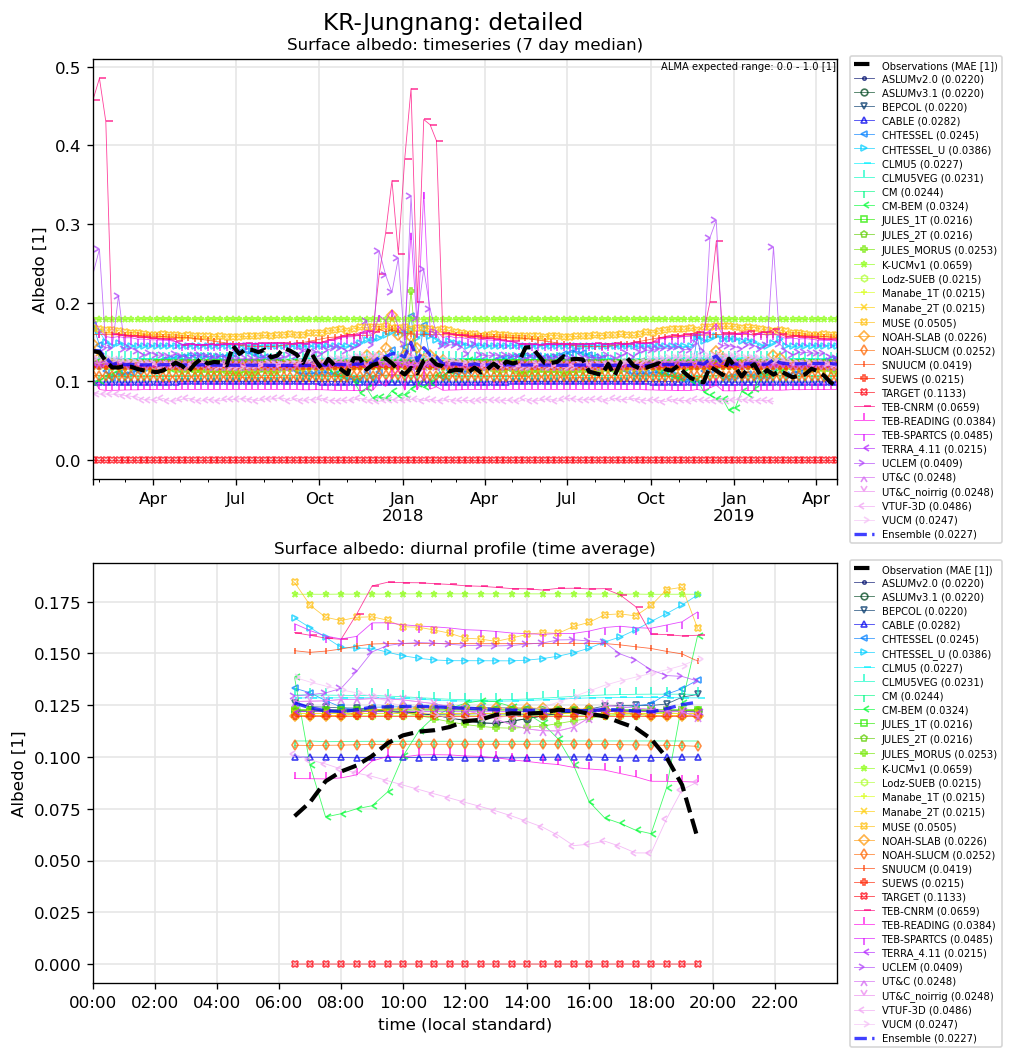 KR-Jungnang: detailed
Surface albedo: timeseries (7 day median)
ALMA expected range: 0.0 - 1.0 [1]
0.5
0.4
0.3
0.2
0.1
0.0
Albedo [1]
Apr
Jul
Oct
Jan
2018
Apr
Jul
Oct
Jan
2019
Apr
Observations (MAE [1])
ASLUMv2.0 (0.0220)
ASLUMv3.1 (0.0220)
BEPCOL (0.0220)
CABLE (0.0282)
CHTESSEL (0.0245)
CHTESSEL_U (0.0386)
CLMU5 (0.0227)
CLMU5VEG (0.0231)
CM (0.0244)
CM-BEM (0.0324)
JULES_1T (0.0216)
JULES_2T (0.0216)
JULES_MORUS (0.0253)
K-UCMv1 (0.0659)
Lodz-SUEB (0.0215)
Manabe_1T (0.0215)
Manabe_2T (0.0215)
MUSE (0.0505)
NOAH-SLAB (0.0226)
NOAH-SLUCM (0.0252)
SNUUCM (0.0419)
SUEWS (0.0215)
TARGET (0.1133)
TEB-CNRM (0.0659)
TEB-READING (0.0384)
TEB-SPARTCS (0.0485)
TERRA_4.11 (0.0215)
UCLEM (0.0409)
UT&C (0.0248)
UT&C_noirrig (0.0248)
VTUF-3D (0.0486)
VUCM (0.0247)
Ensemble (0.0227)
Surface albedo: diurnal profile (time average)
0.175
0.150
0.125
0.100
0.075
0.050
0.025
0.000
Albedo [1]
00:00
02:00
04:00
06:00
08:00
10:00
12:00
14:00
16:00
18:00
20:00
22:00
time (local standard)
Observation (MAE [1])
ASLUMv2.0 (0.0220)
ASLUMv3.1 (0.0220)
BEPCOL (0.0220)
CABLE (0.0282)
CHTESSEL (0.0245)
CHTESSEL_U (0.0386)
CLMU5 (0.0227)
CLMU5VEG (0.0231)
CM (0.0244)
CM-BEM (0.0324)
JULES_1T (0.0216)
JULES_2T (0.0216)
JULES_MORUS (0.0253)
K-UCMv1 (0.0659)
Lodz-SUEB (0.0215)
Manabe_1T (0.0215)
Manabe_2T (0.0215)
MUSE (0.0505)
NOAH-SLAB (0.0226)
NOAH-SLUCM (0.0252)
SNUUCM (0.0419)
SUEWS (0.0215)
TARGET (0.1133)
TEB-CNRM (0.0659)
TEB-READING (0.0384)
TEB-SPARTCS (0.0485)
TERRA_4.11 (0.0215)
UCLEM (0.0409)
UT&C (0.0248)
UT&C_noirrig (0.0248)
VTUF-3D (0.0486)
VUCM (0.0247)
Ensemble (0.0227)